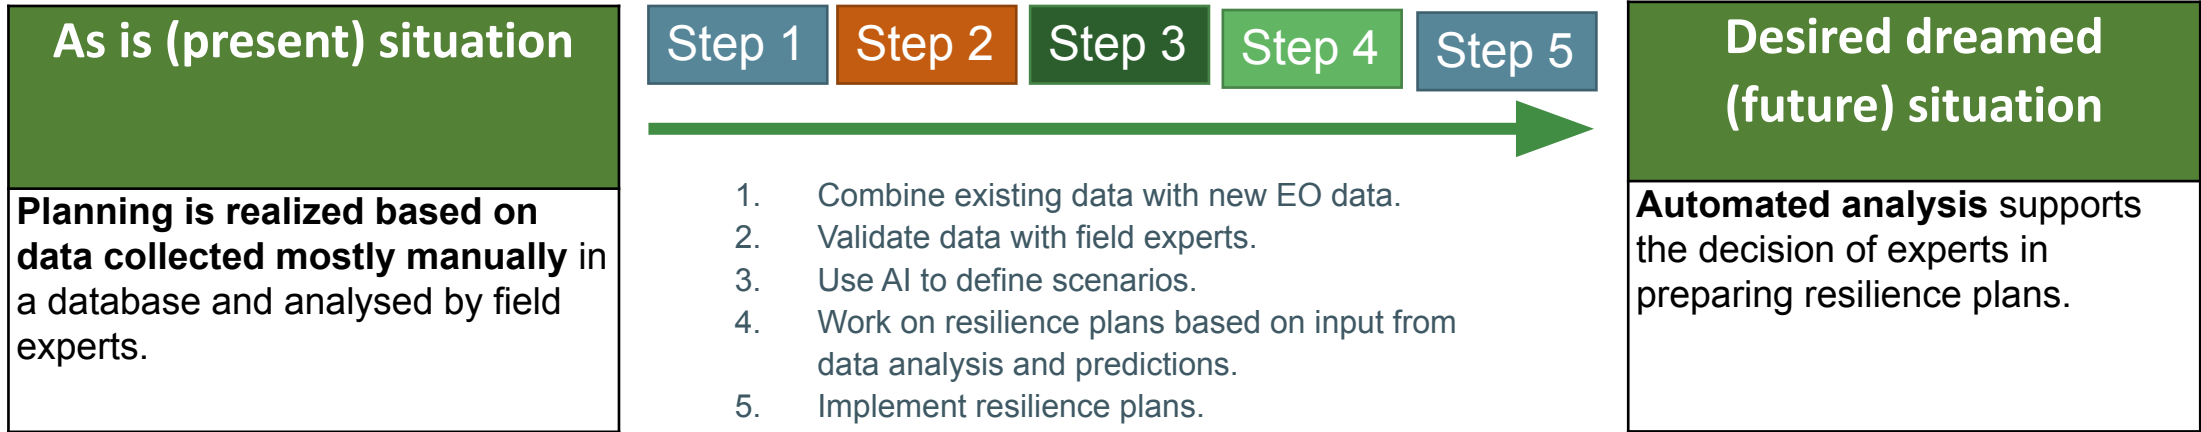 As is (present) situation
Planning is realized based on
data collected mostly manually in
a database and analysed by field
experts.
Step 1
Step 2
Step 3
Step 4
Step 5
1. Combine existing data with new EO data.
2. Validate data with field experts.
3. Use AI to define scenarios.
4. Work on resilience plans based on input from
data analysis and predictions.
5. Implement resilience plans.
Desired dreamed
(future) situation
Automated analysis supports
the decision of experts in
preparing resilience plans.